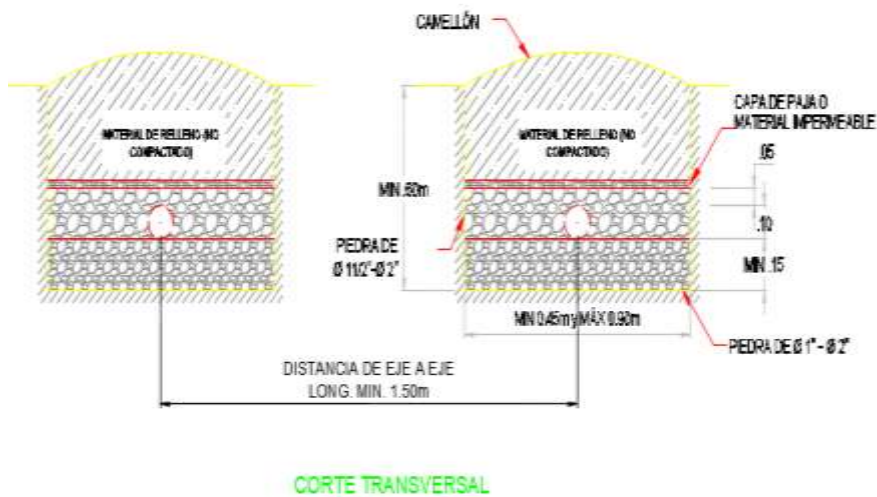 CAMELLÓN
CAPA DE PAJA O
MATERIAL IMPERMEABLE
MATERIAL DE RELLENO (NO
COMPACTADO)
MATERIAL DE RELLENO (NO
COMPACTADO)
.05
MIN .60m
.10
PIEDRA DE
Ø 1 1/2"-Ø 2"
MIN .15
MIN 0.45m y MÁX 0.90m
PIEDRA DE Ø 1" - Ø 2"
DISTANCIA DE EJE A EJE
LONG. MIN. 1.50m
CORTE TRANSVERSAL